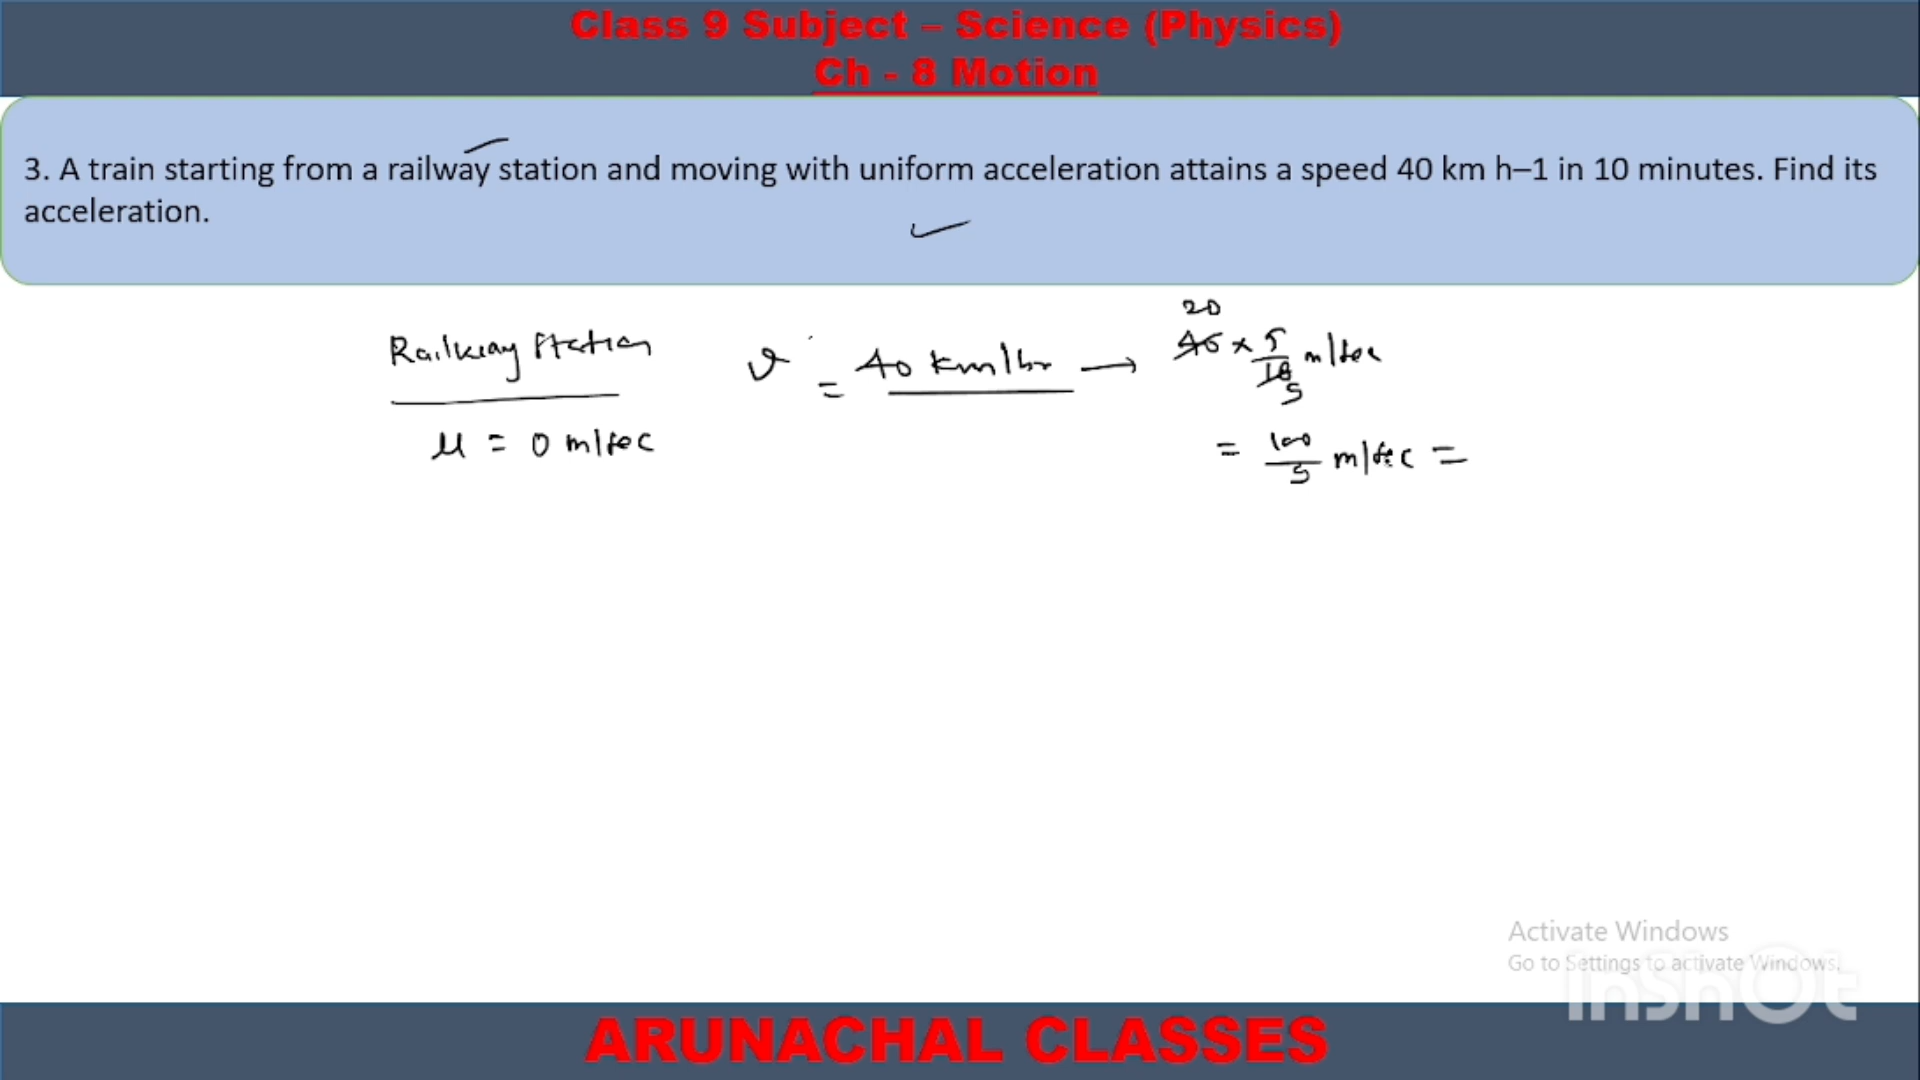 Class 9 Subject – Science (Physics)
Ch - 8 Motion
3. A train starting from a railway station and moving with uniform acceleration attains a speed 40 km h–1 in 10 minutes. Find its
acceleration.
Railway Station
u = 0 m/sec
v = 40 km/hr → 40 × 5/18 m/sec
20
5
= 100/5 m/sec =
Activate Windows
Go to Settings to activate Windows.
InShOt
ARUNACHAL CLASSES